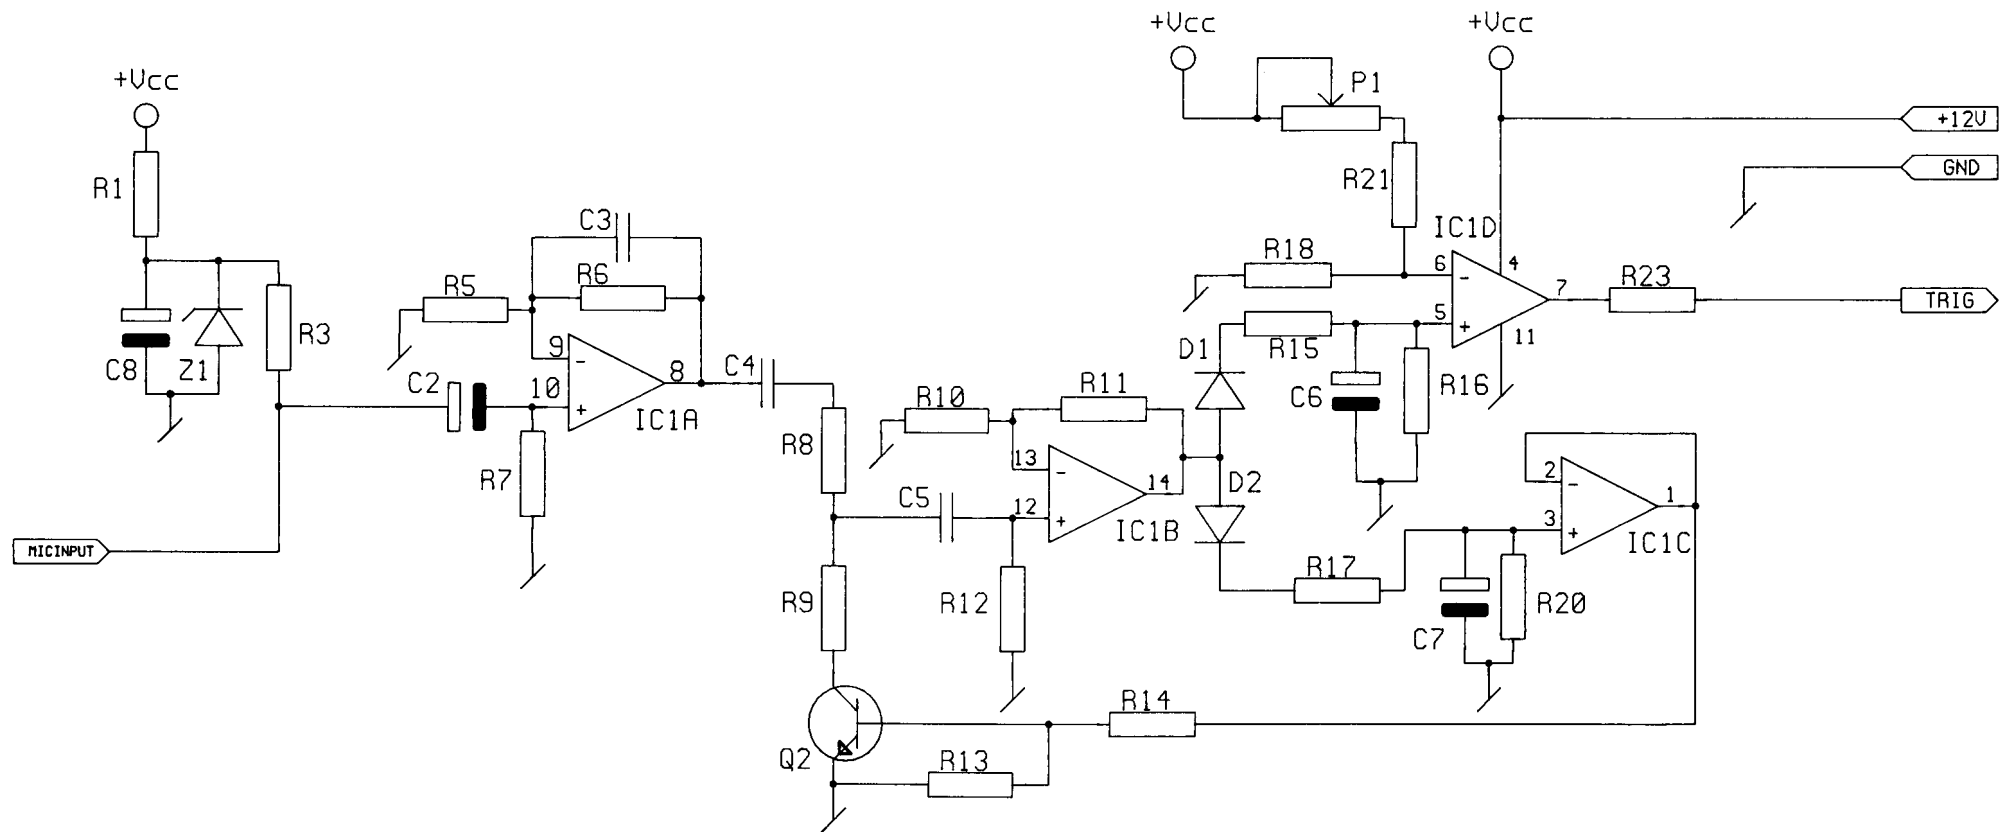 +Vcc
+Vcc
+Vcc
P1
+12V
GND
R1
R21
C3
IC1D
R18
6
-
4
R6
R5
R23
7
TRIG
R3
5
+
11
D1
R15
9
-
C8
Z1
C2
10
+
8
IC1A
C4
R11
R10
C6
R16
R8
R7
13
-
14
D2
C5
12
+
IC1B
2
-
1
3
+
IC1C
MICINPUT
R17
R9
R12
R20
C7
R14
Q2
R13